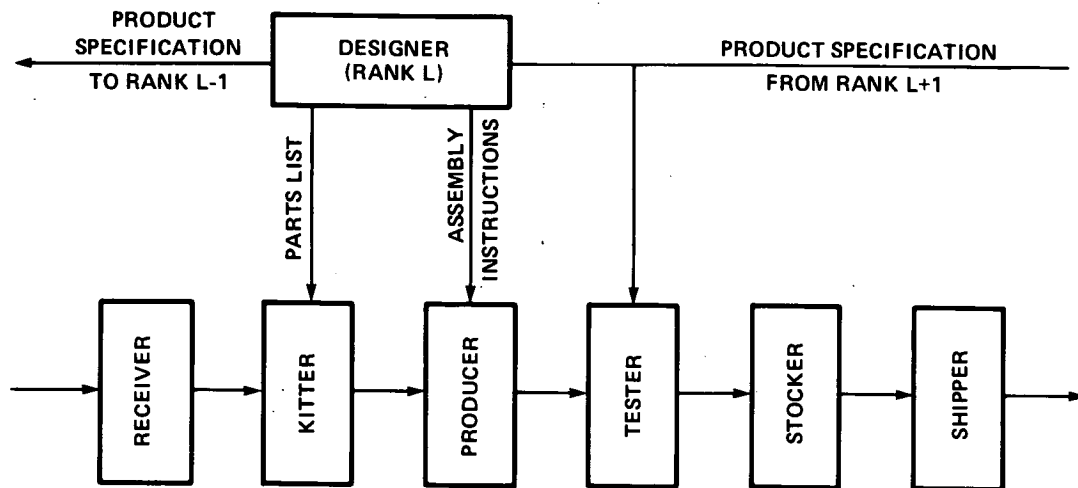 PRODUCT
SPECIFICATION
TO RANK L-1
DESIGNER
(RANK L)
PRODUCT SPECIFICATION
FROM RANK L+1
PARTS LIST
ASSEMBLY
INSTRUCTIONS
RECEIVER
KITTER
PRODUCER
TESTER
STOCKER
SHIPPER